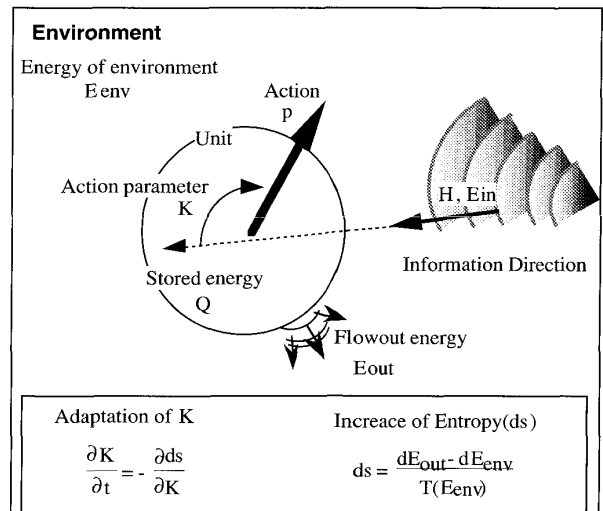 Environment
Energy of environment
E env
Action
p
Unit
Action parameter
K
H, Ein
Information Direction
Stored energy
Q
Flowout energy
Eout
Adaptation of K
∂K/∂t = - ∂ds/∂K
Increace of Entropy(ds)
ds = dEout - dEenv / T(Eenv)